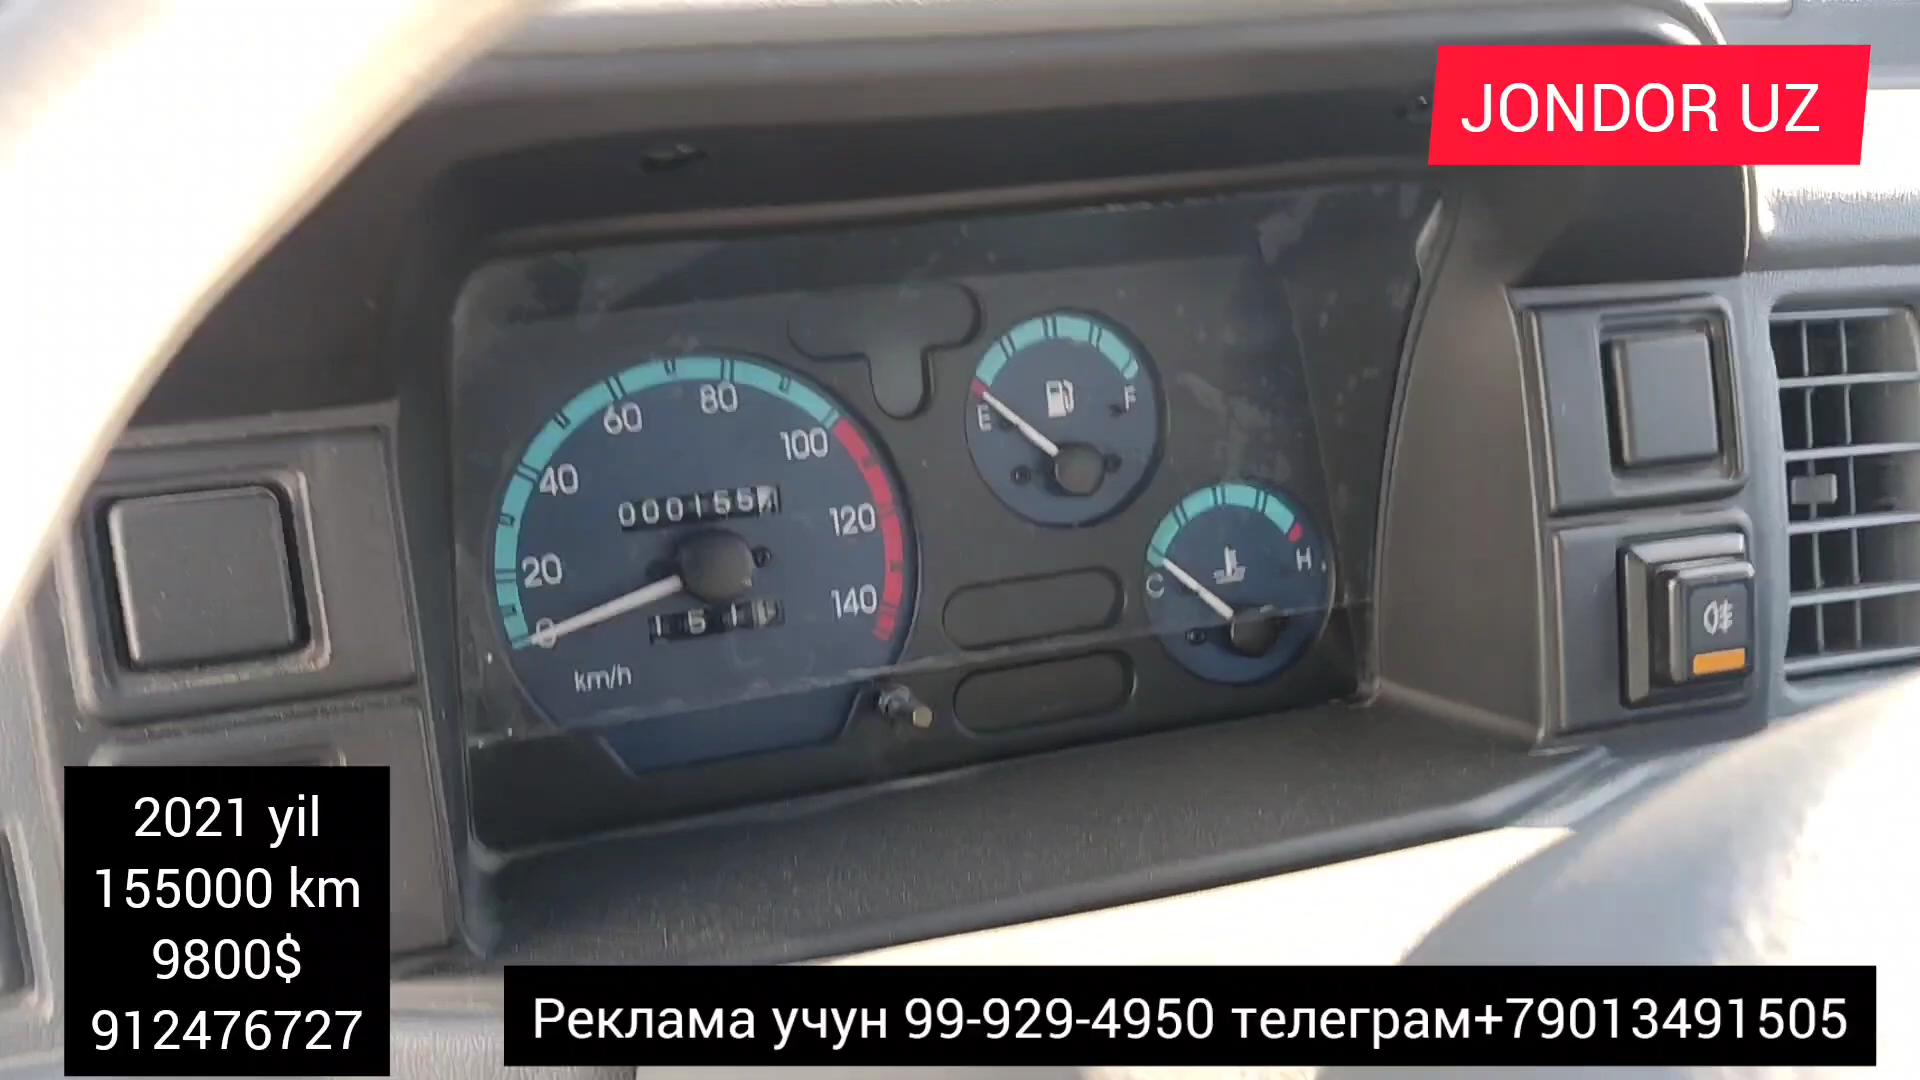 JONDOR UZ
80
60
100
40
120
20
140
0
km/h
E
F
C
H
2021 yil
155000 km
9800$
912476727
Реклама учун 99-929-4950 телеграм+79013491505